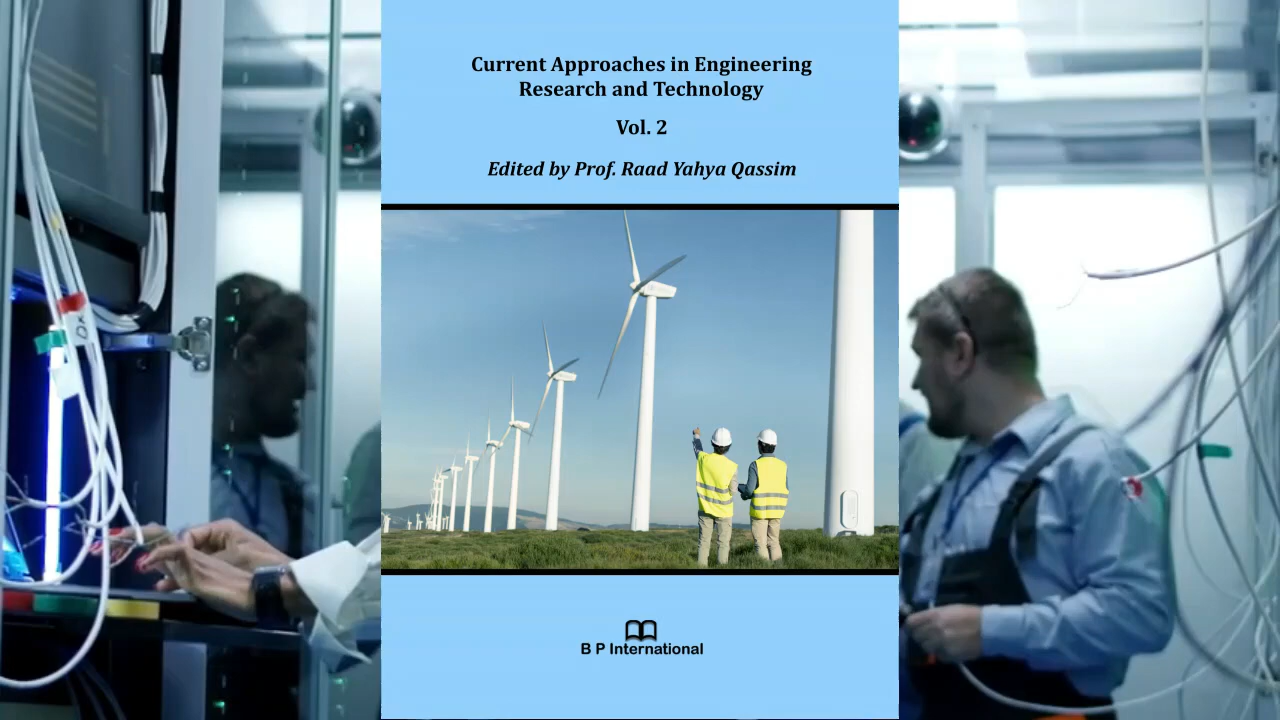 Current Approaches in Engineering
Research and Technology
Vol. 2
Edited by Prof. Raad Yahya Qassim
B P International